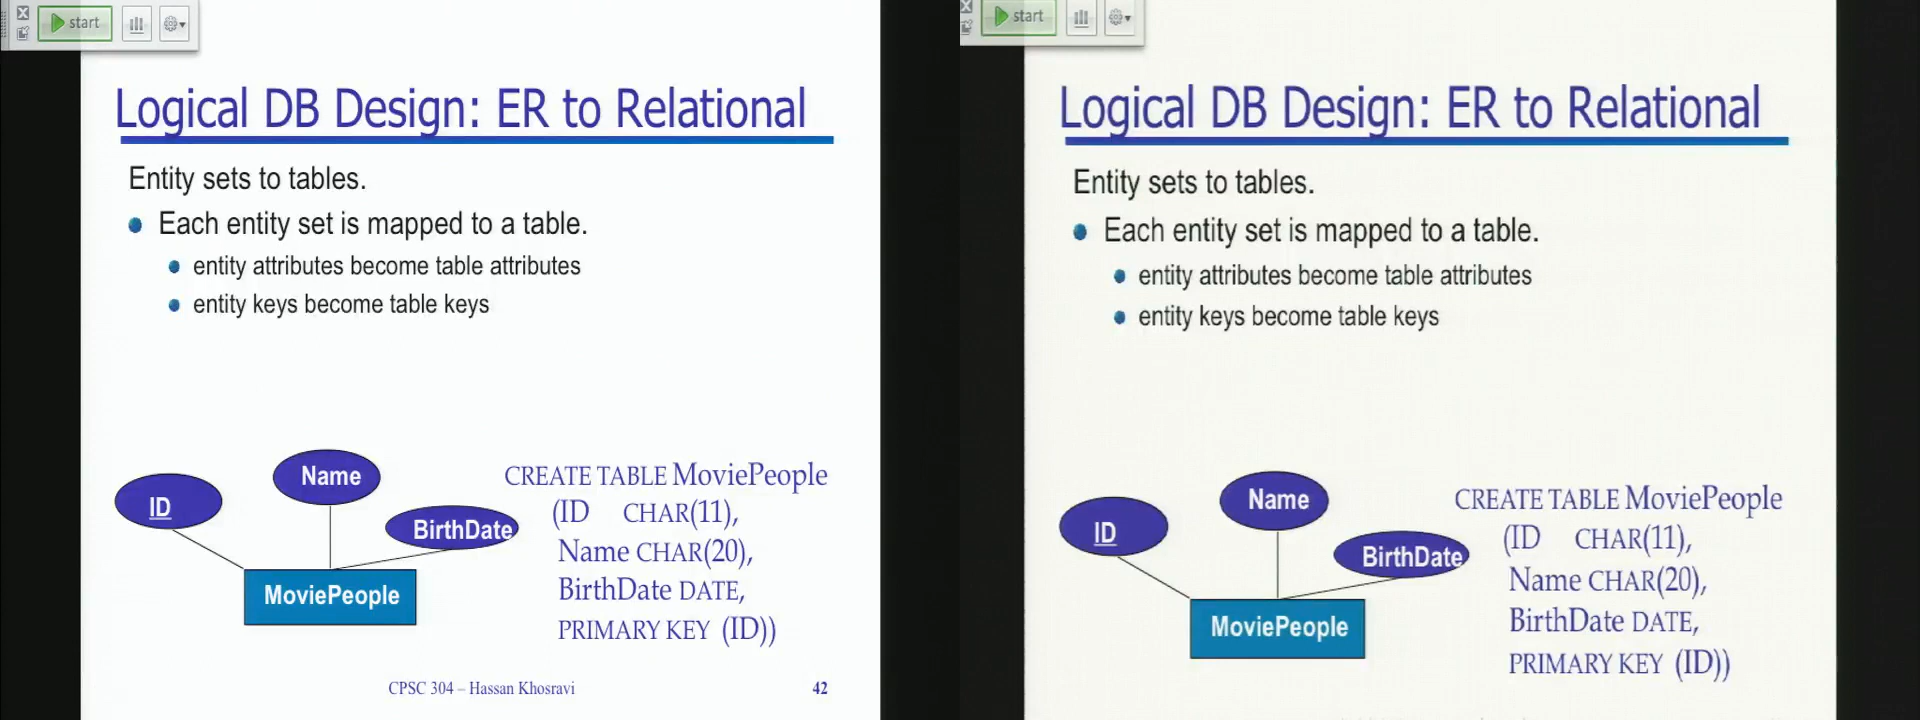 start
Logical DB Design: ER to Relational
Entity sets to tables.
Each entity set is mapped to a table.
entity attributes become table attributes
entity keys become table keys
ID
Name
BirthDate
MoviePeople
CREATE TABLE MoviePeople
(ID CHAR(11),
Name CHAR(20),
BirthDate DATE,
PRIMARY KEY (ID))
CPSC 304 – Hassan Khosravi
42
start
Logical DB Design: ER to Relational
Entity sets to tables.
Each entity set is mapped to a table.
entity attributes become table attributes
entity keys become table keys
ID
Name
BirthDate
MoviePeople
CREATE TABLE MoviePeople
(ID CHAR(11),
Name CHAR(20),
BirthDate DATE,
PRIMARY KEY (ID))